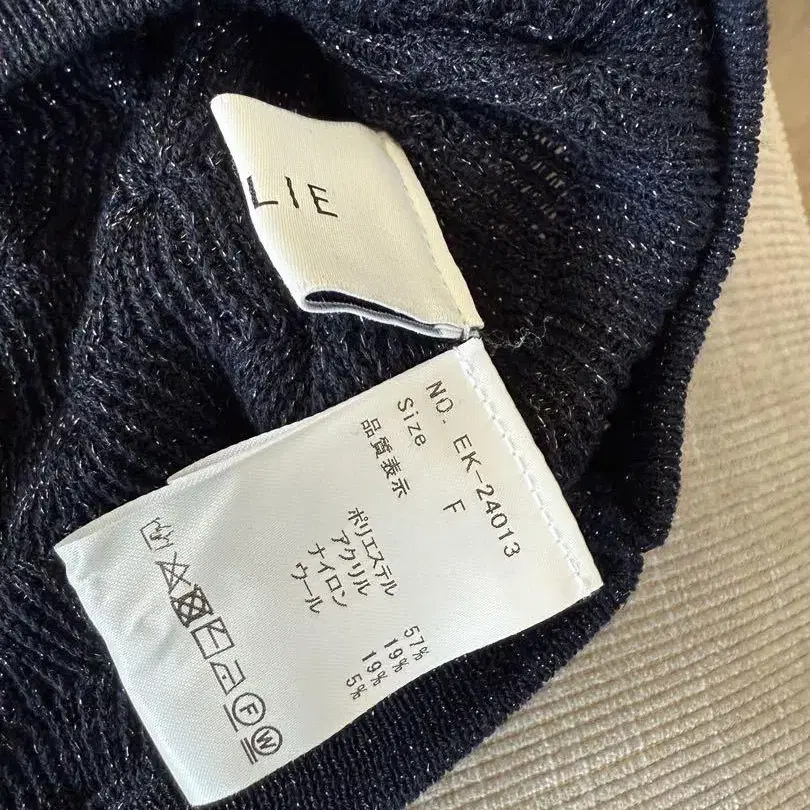 LIE
NO. EK-24013
Size F
品質表示
ポリエステル 57%
アクリル 19%
ナイロン 19%
ウール 5%
F
W